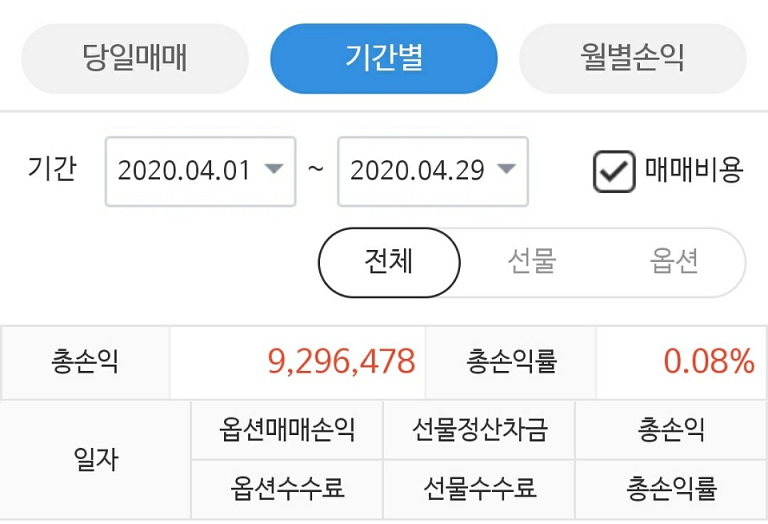 당일매매 기간별 월별손익
기간 2020.04.01 ~ 2020.04.29 매매비용
전체 선물 옵션
총손익 9,296,478 총손익률 0.08%
일자 옵션매매손익 선물정산차금 총손익
옵션수수료 선물수수료 총손익률